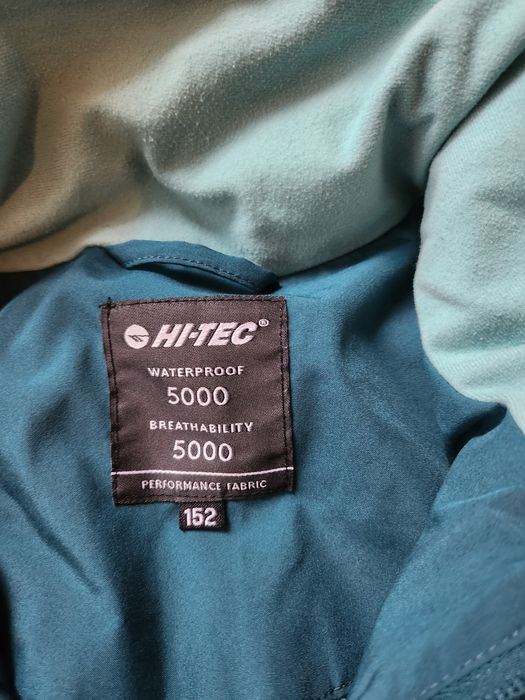 HI-TEC®
WATERPROOF
5000
BREATHABILITY
5000
PERFORMANCE FABRIC
152